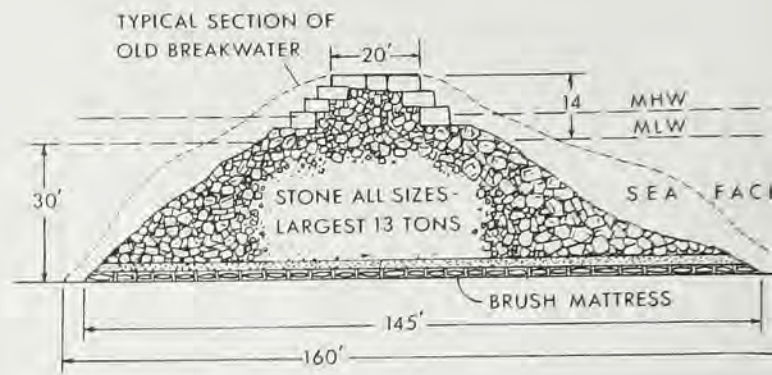 TYPICAL SECTION OF
OLD BREAKWATER
20'
14
MHW
MLW
30'
STONE ALL SIZES-
LARGEST 13 TONS
SEA FAC
BRUSH MATTRESS
145'
160'